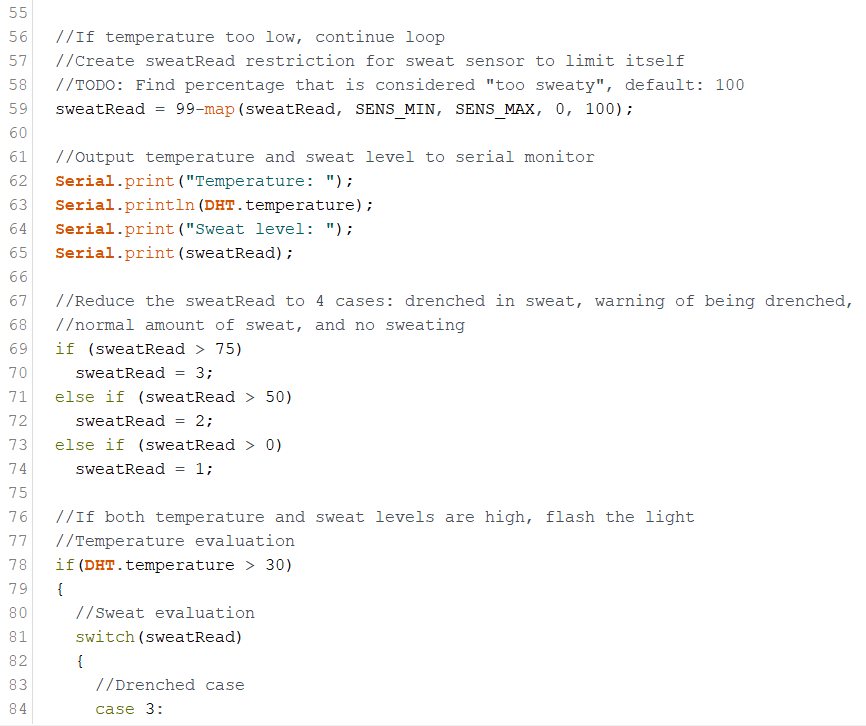 55
56 //If temperature too low, continue loop
57 //Create sweatRead restriction for sweat sensor to limit itself
58 //TODO: Find percentage that is considered "too sweaty", default: 100
59 sweatRead = 99-map(sweatRead, SENS_MIN, SENS_MAX, 0, 100);
60
61 //Output temperature and sweat level to serial monitor
62 Serial.print("Temperature: ");
63 Serial.println(DHT.temperature);
64 Serial.print("Sweat level: ");
65 Serial.print(sweatRead);
66
67 //Reduce the sweatRead to 4 cases: drenched in sweat, warning of being drenched,
68 //normal amount of sweat, and no sweating
69 if (sweatRead > 75)
70   sweatRead = 3;
71 else if (sweatRead > 50)
72   sweatRead = 2;
73 else if (sweatRead > 0)
74   sweatRead = 1;
75
76 //If both temperature and sweat levels are high, flash the light
77 //Temperature evaluation
78 if(DHT.temperature > 30)
79 {
80   //Sweat evaluation
81   switch(sweatRead)
82   {
83     //Drenched case
84     case 3: